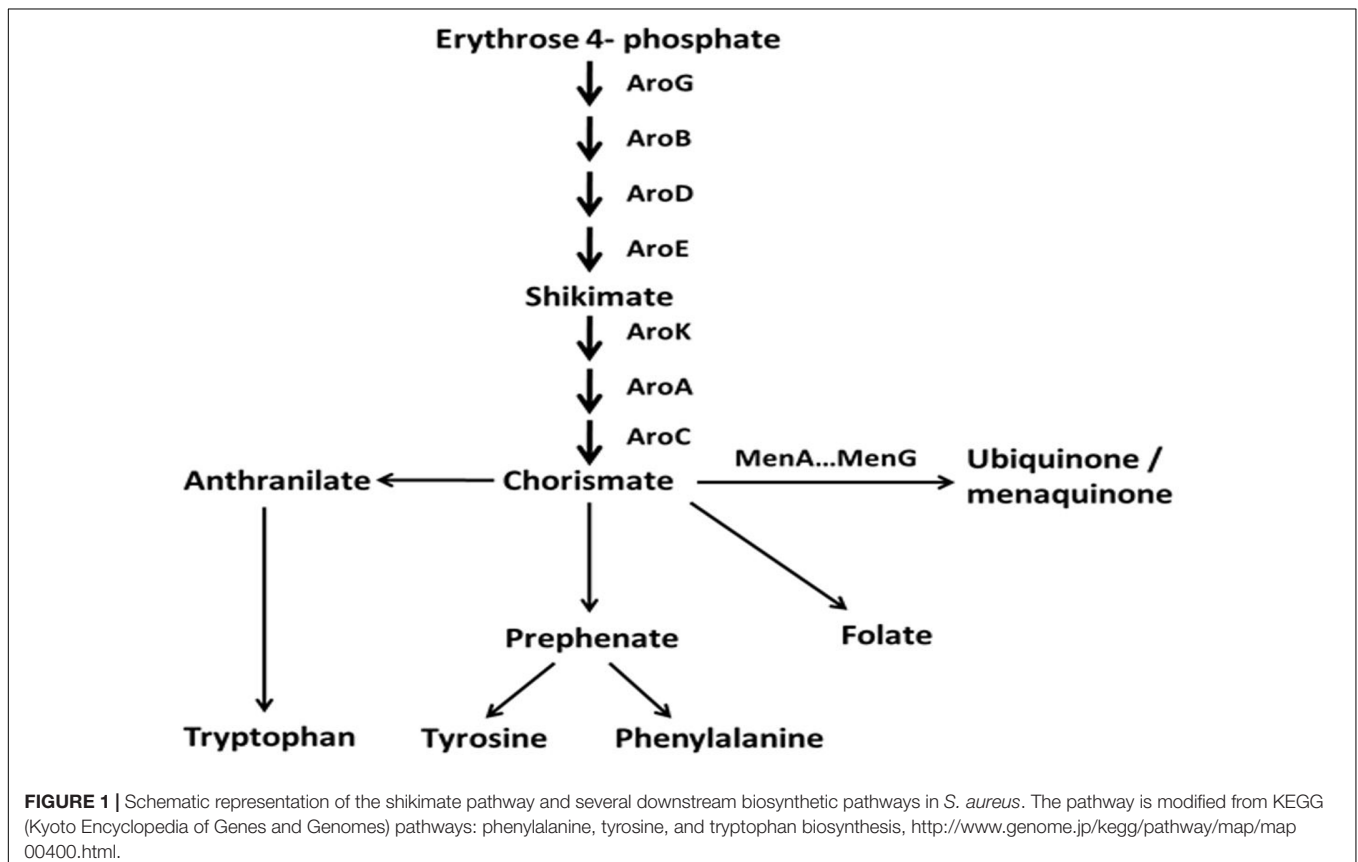 Erythrose 4- phosphate
AroG
AroB
AroD
AroE
Shikimate
AroK
AroA
AroC
MenA...MenG
Ubiquinone /
menaquinone
Anthranilate
Chorismate
Prephenate
Folate
Tryptophan
Tyrosine
Phenylalanine
FIGURE 1 | Schematic representation of the shikimate pathway and several downstream biosynthetic pathways in S. aureus. The pathway is modified from KEGG
(Kyoto Encyclopedia of Genes and Genomes) pathways: phenylalanine, tyrosine, and tryptophan biosynthesis, http://www.genome.jp/kegg/pathway/map/map
00400.html.